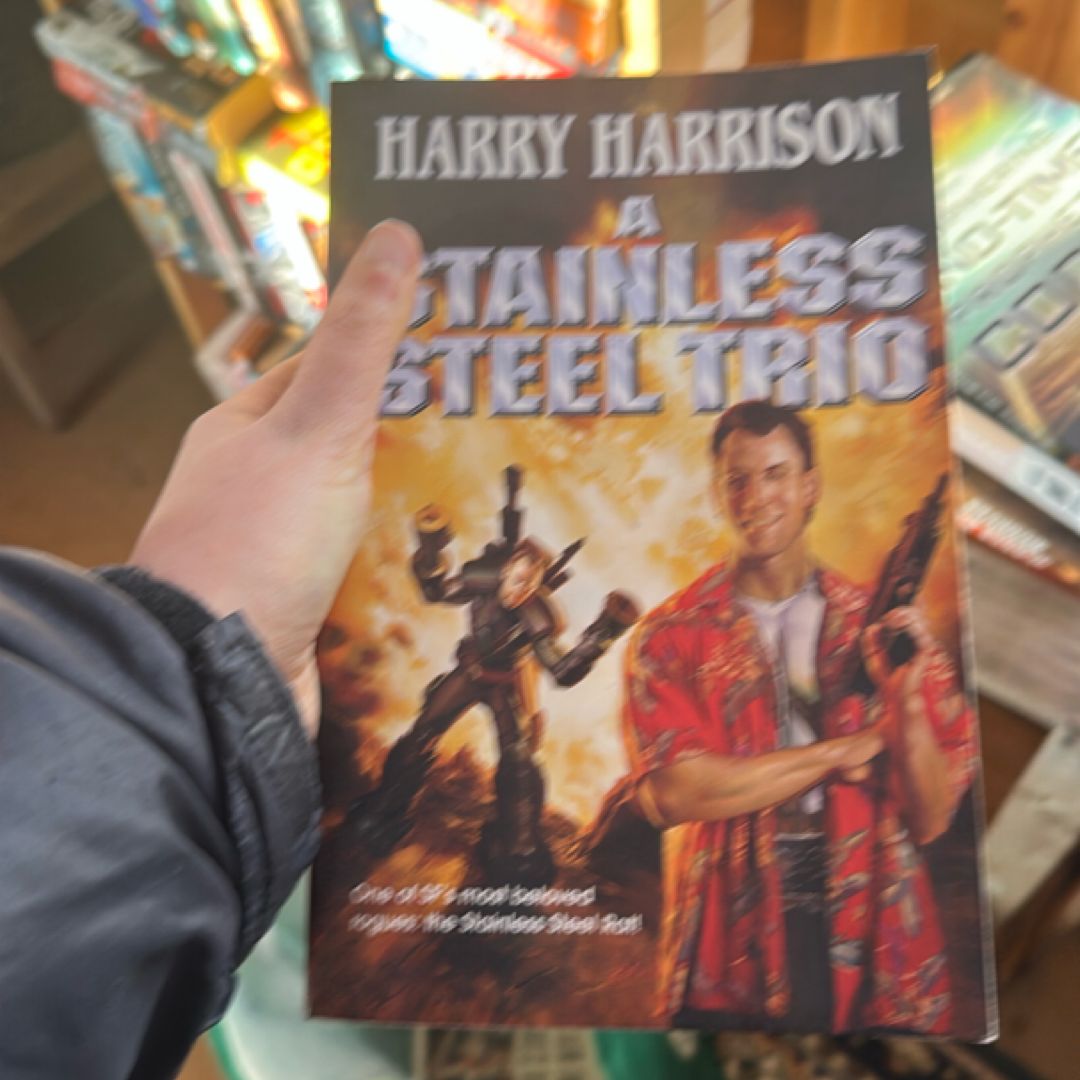 HARRY HARRISON
A
STAINLESS
STEEL TRIO
One of SF's most beloved
rogues: the Stainless Steel Rat!